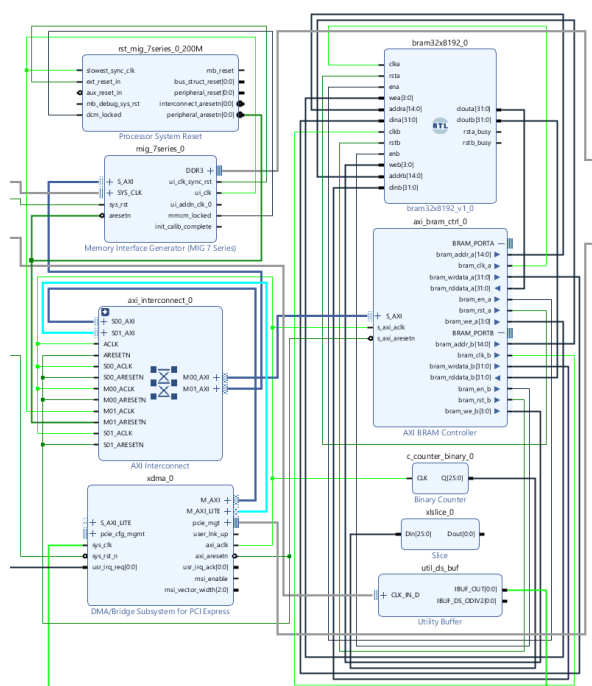 rst_mig_7series_0_200M
slowest_sync_clk
ext_reset_in
aux_reset_in
mb_debug_sys_rst
dcm_locked
mb_reset
bus_struct_reset[0:0]
peripheral_reset[0:0]
interconnect_aresetn[0:0]
peripheral_aresetn[0:0]
Processor System Reset
mig_7series_0
S_AXI
SYS_CLK
sys_rst
aresetn
DDR3
ui_clk_sync_rst
ui_clk
ui_addn_clk_0
mmcm_locked
init_calib_complete
Memory Interface Generator (MIG 7 Series)
axi_interconnect_0
S00_AXI
S01_AXI
ACLK
ARESETN
S00_ACLK
S00_ARESETN
M00_ACLK
M00_ARESETN
M01_ACLK
M01_ARESETN
S01_ACLK
S01_ARESETN
M00_AXI
M01_AXI
AXI Interconnect
xdma_0
S_AXI_LITE
pcie_cfg_mgmt
sys_clk
sys_rst_n
usr_irq_req[0:0]
M_AXI
M_AXI_LITE
pcie_mgt
user_lnk_up
axi_aclk
axi_aresetn
usr_irq_ack[0:0]
msi_enable
msi_vector_width[2:0]
DMA/Bridge Subsystem for PCI Express
bram32x8192_0
clka
rsta
ena
wea[3:0]
addra[14:0]
dina[31:0]
clkb
rstb
enb
web[3:0]
addrb[14:0]
dinb[31:0]
RTL
douta[31:0]
doutb[31:0]
rsta_busy
rstb_busy
bram32x8192_v1_0
axi_bram_ctrl_0
S_AXI
s_axi_aclk
s_axi_aresetn
BRAM_PORTA
bram_addr_a[14:0]
bram_clk_a
bram_wrdata_a[31:0]
bram_rddata_a[31:0]
bram_en_a
bram_rst_a
bram_we_a[3:0]
BRAM_PORTB
bram_addr_b[14:0]
bram_clk_b
bram_wrdata_b[31:0]
bram_rddata_b[31:0]
bram_en_b
bram_rst_b
bram_we_b[3:0]
AXI BRAM Controller
c_counter_binary_0
CLK
Q[25:0]
Binary Counter
xlslice_0
Din[25:0]
Dout[0:0]
Slice
util_ds_buf
CLK_IN_D
IBUF_OUT[0:0]
IBUF_DS_ODIV2[0:0]
Utility Buffer